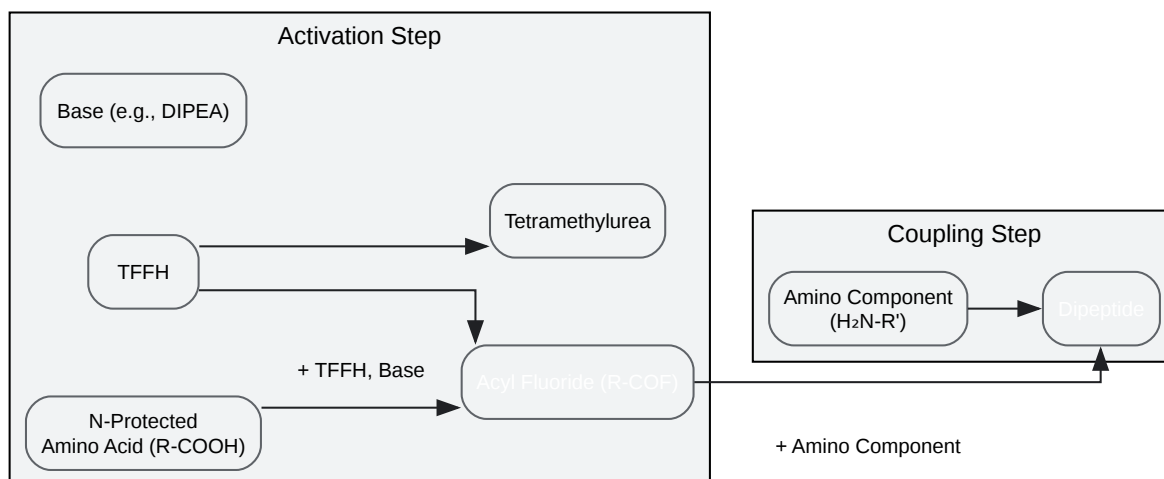 Activation Step
Base (e.g., DIPEA)
Tetramethylurea
TFFH
+ TFFH, Base
Acyl Fluoride (R-COF)
N-Protected
Amino Acid (R-COOH)
Coupling Step
Amino Component
(H₂N-R')
Dipeptide
+ Amino Component